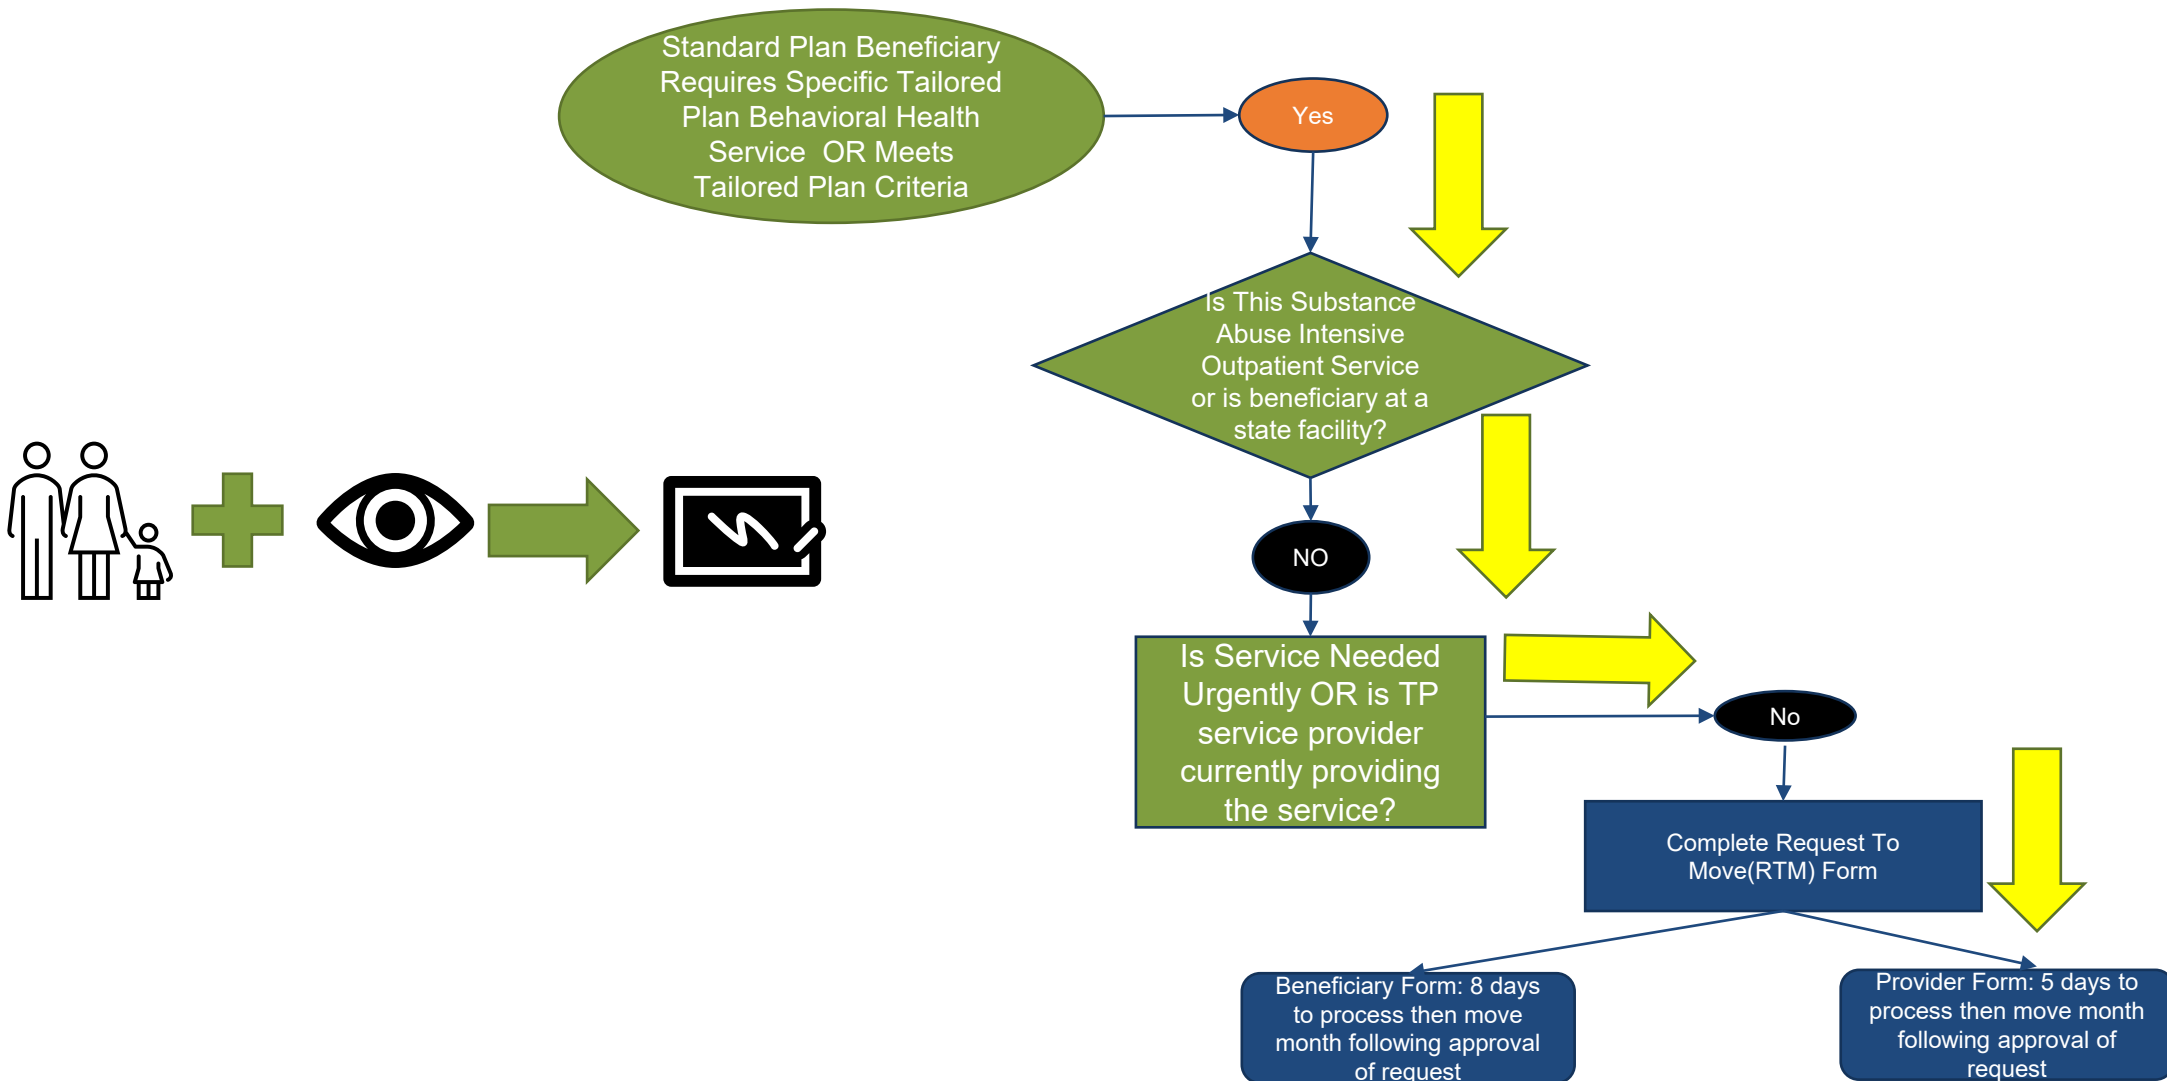 Standard Plan Beneficiary
Requires Specific Tailored
Plan Behavioral Health
Service  OR Meets
Tailored Plan Criteria
Yes
Is This Substance
Abuse Intensive
Outpatient Service
or is beneficiary at a
state facility?
NO
Is Service Needed
Urgently OR is TP
service provider
currently providing
the service?
No
Complete Request To
Move(RTM) Form
Beneficiary Form: 8 days
to process then move
month following approval
of request
Provider Form: 5 days to
process then move month
following approval of
request